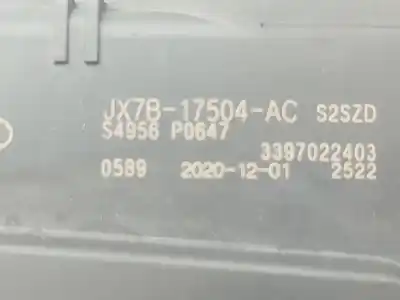 JX7B-17504-AC S2SZD
S4956 P0647
3397022403
0589 2020-12-01 2522